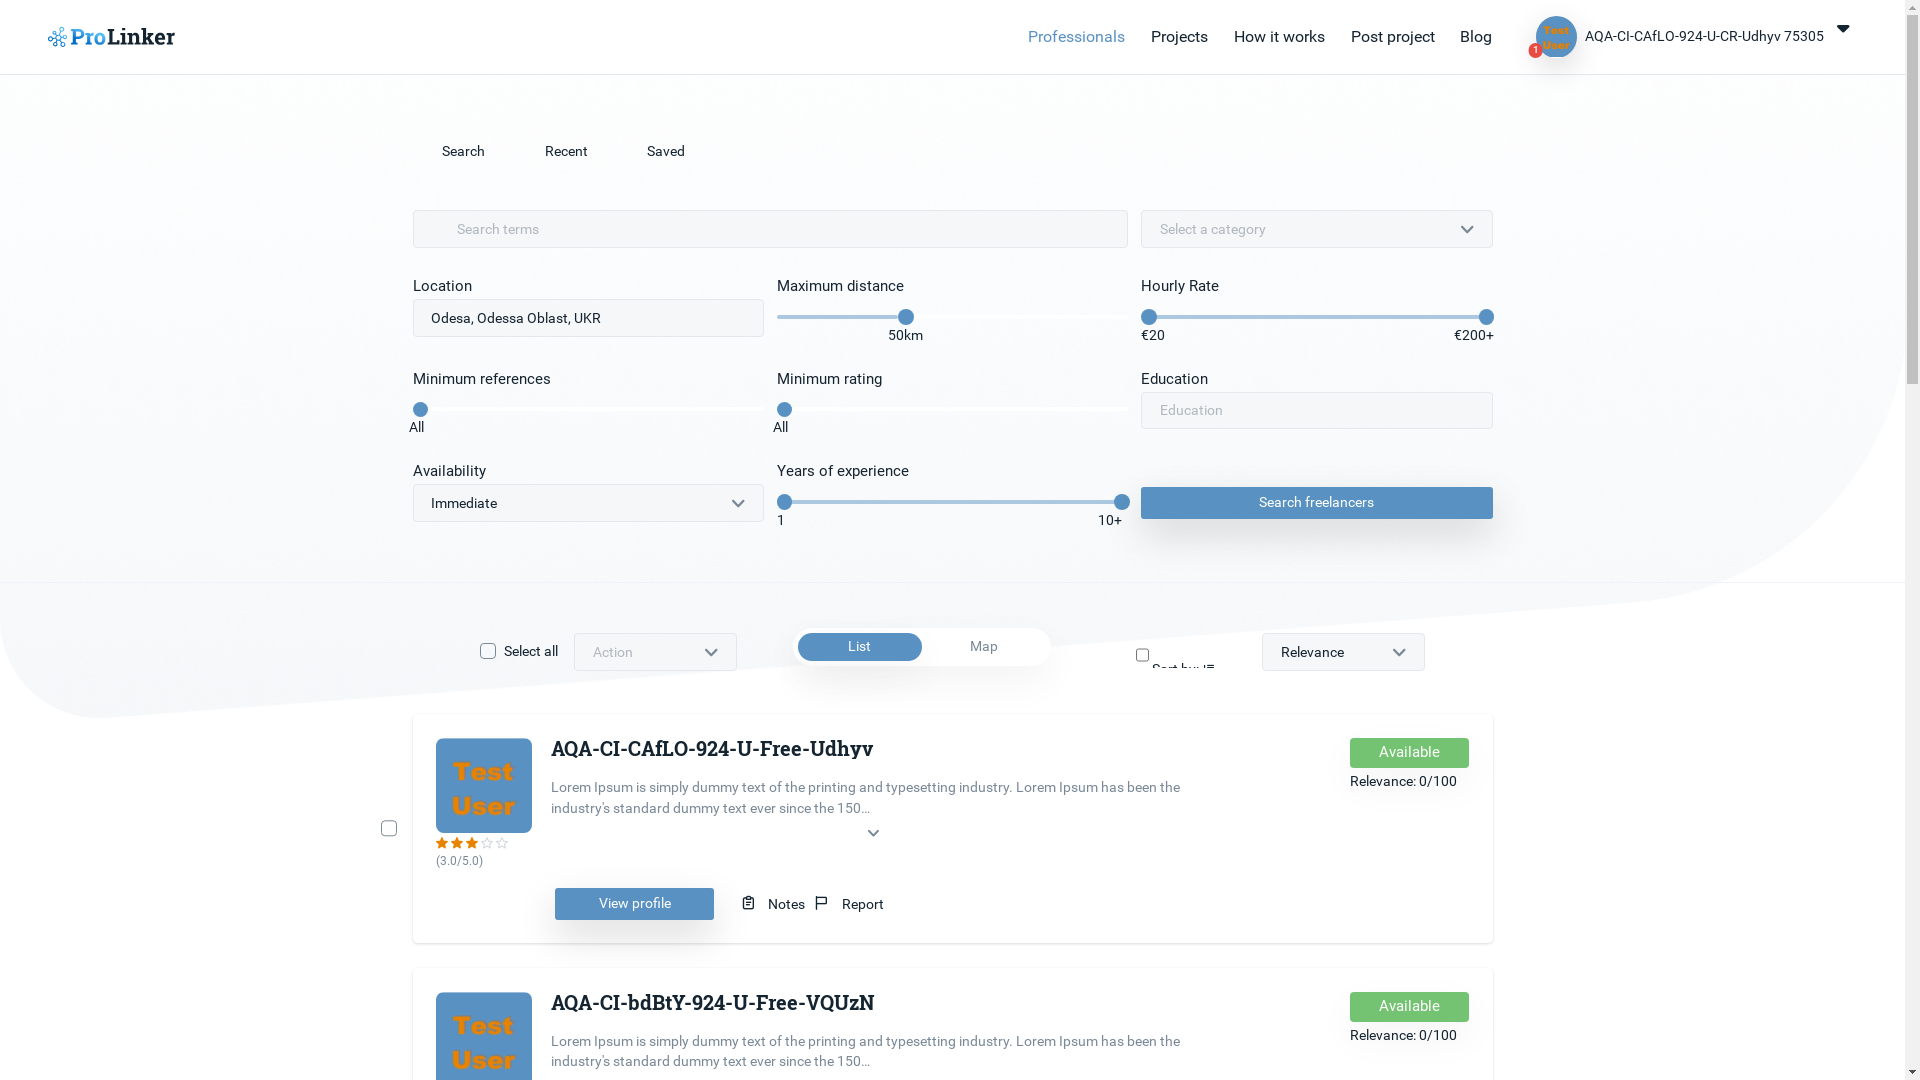 ProLinker
Professionals
Projects
How it works
Post project
Blog
Test
User
1
AQA-CI-CAfLO-924-U-CR-Udhyv 75305
Search
Recent
Saved
Search terms
Select a category
Location
Maximum distance
Hourly Rate
Odesa, Odessa Oblast, UKR
50km
€20
€200+
Minimum references
Minimum rating
Education
All
All
Education
Availability
Years of experience
Immediate
1
10+
Search freelancers
Select all
Action
List
Map
Sort by:
Relevance
Test
User
(3.0/5.0)
AQA-CI-CAfLO-924-U-Free-Udhyv
Lorem Ipsum is simply dummy text of the printing and typesetting industry. Lorem Ipsum has been the
industry's standard dummy text ever since the 150...
Available
Relevance: 0/100
View profile
Notes
Report
Test
User
AQA-CI-bdBtY-924-U-Free-VQUzN
Lorem Ipsum is simply dummy text of the printing and typesetting industry. Lorem Ipsum has been the
industry's standard dummy text ever since the 150...
Available
Relevance: 0/100